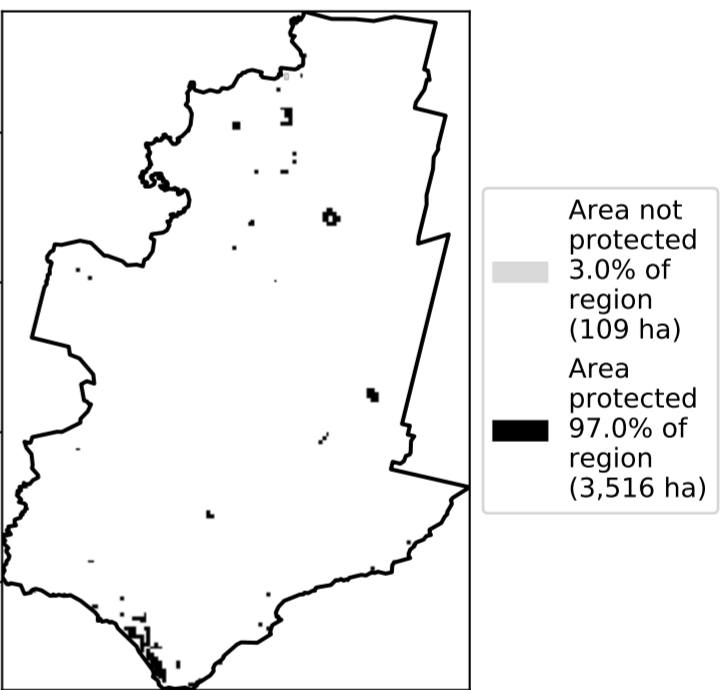 Area not
protected
3.0% of
region
(109 ha)
Area
protected
97.0% of
region
(3,516 ha)